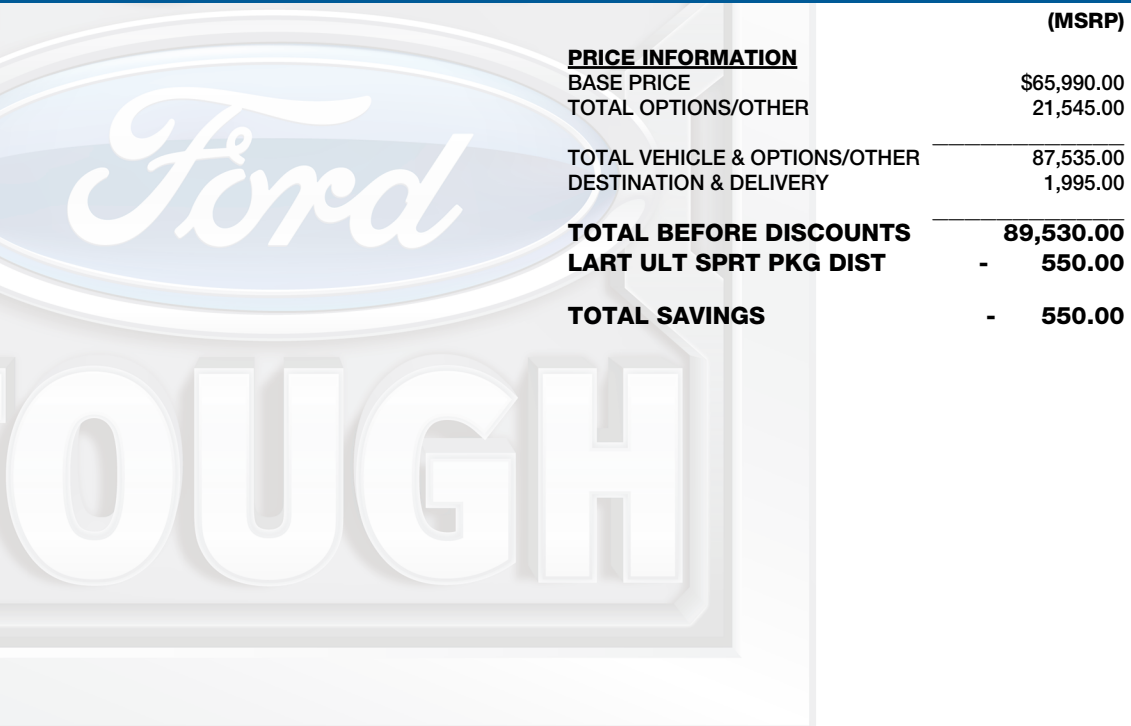 (MSRP)
PRICE INFORMATION
BASE PRICE $65,990.00
TOTAL OPTIONS/OTHER 21,545.00
TOTAL VEHICLE & OPTIONS/OTHER 87,535.00
DESTINATION & DELIVERY 1,995.00
TOTAL BEFORE DISCOUNTS 89,530.00
LART ULT SPRT PKG DIST - 550.00
TOTAL SAVINGS - 550.00
Ford
TOUGH